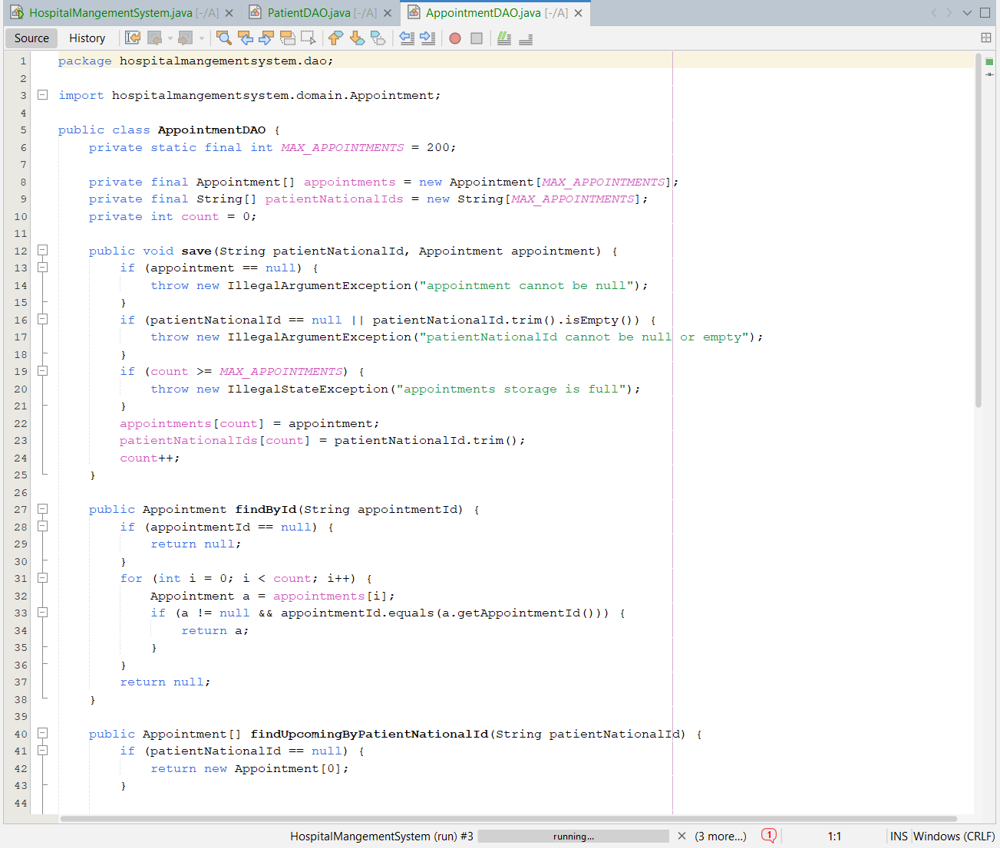 HospitalMangementSystem.java [-/A] PatientDAO.java [-/A] AppointmentDAO.java [-/A]
Source History
1 package hospitalmangementsystem.dao;
2
3 import hospitalmangementsystem.domain.Appointment;
4
5 public class AppointmentDAO {
6 private static final int MAX_APPOINTMENTS = 200;
7
8 private final Appointment[] appointments = new Appointment[MAX_APPOINTMENTS];
9 private final String[] patientNationalIds = new String[MAX_APPOINTMENTS];
10 private int count = 0;
11
12 public void save(String patientNationalId, Appointment appointment) {
13 if (appointment == null) {
14 throw new IllegalArgumentException("appointment cannot be null");
15 }
16 if (patientNationalId == null || patientNationalId.trim().isEmpty()) {
17 throw new IllegalArgumentException("patientNationalId cannot be null or empty");
18 }
19 if (count >= MAX_APPOINTMENTS) {
20 throw new IllegalStateException("appointments storage is full");
21 }
22 appointments[count] = appointment;
23 patientNationalIds[count] = patientNationalId.trim();
24 count++;
25 }
26
27 public Appointment findById(String appointmentId) {
28 if (appointmentId == null) {
29 return null;
30 }
31 for (int i = 0; i < count; i++) {
32 Appointment a = appointments[i];
33 if (a != null && appointmentId.equals(a.getAppointmentId())) {
34 return a;
35 }
36 }
37 return null;
38 }
39
40 public Appointment[] findUpcomingByPatientNationalId(String patientNationalId) {
41 if (patientNationalId == null) {
42 return new Appointment[0];
43 }
44
HospitalMangementSystem (run) #3 running... (3 more...) 1 1:1 INS Windows (CRLF)